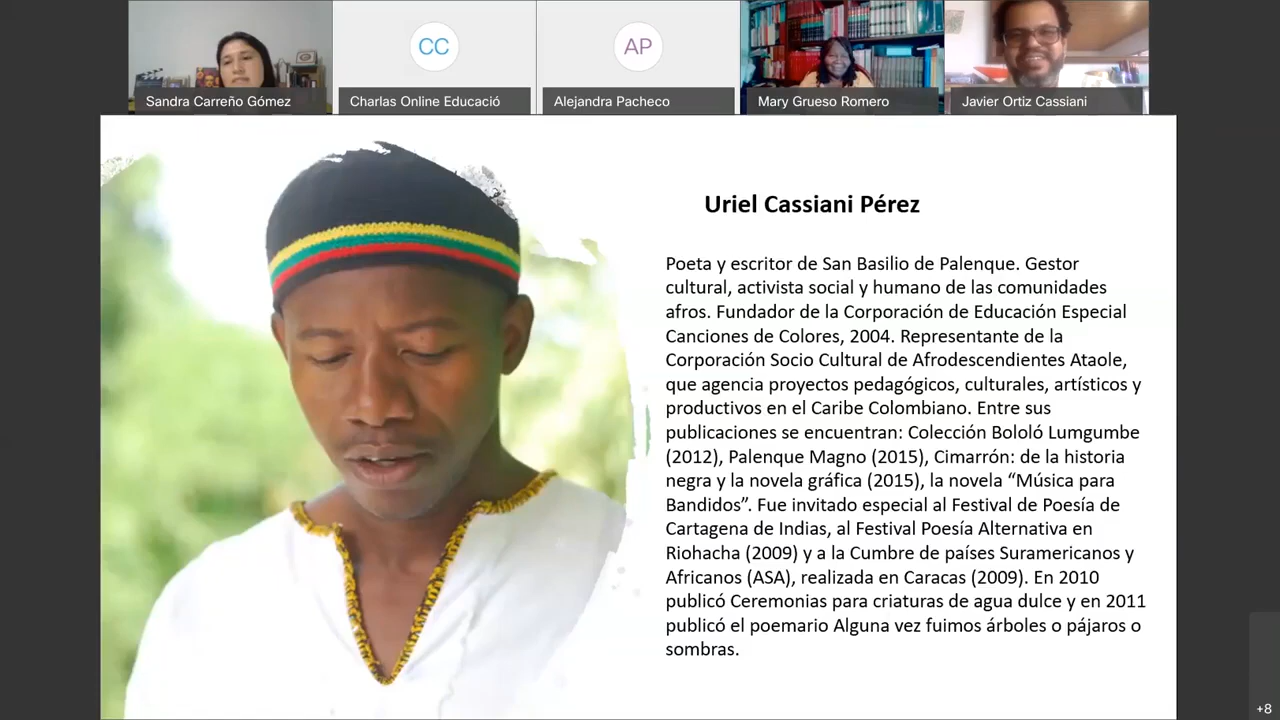 CC
AP
Sandra Carreño Gómez
Charlas Online Educació
Alejandra Pacheco
Mary Grueso Romero
Javier Ortiz Cassiani
Uriel Cassiani Pérez
Poeta y escritor de San Basilio de Palenque. Gestor
cultural, activista social y humano de las comunidades
afros. Fundador de la Corporación de Educación Especial
Canciones de Colores, 2004. Representante de la
Corporación Socio Cultural de Afrodescendientes Ataole,
que agencia proyectos pedagógicos, culturales, artísticos y
productivos en el Caribe Colombiano. Entre sus
publicaciones se encuentran: Colección Bololó Lumgumbe
(2012), Palenque Magno (2015), Cimarrón: de la historia
negra y la novela gráfica (2015), la novela “Música para
Bandidos”. Fue invitado especial al Festival de Poesía de
Cartagena de Indias, al Festival Poesía Alternativa en
Riohacha (2009) y a la Cumbre de países Suramericanos y
Africanos (ASA), realizada en Caracas (2009). En 2010
publicó Ceremonias para criaturas de agua dulce y en 2011
publicó el poemario Alguna vez fuimos árboles o pájaros o
sombras.
+8